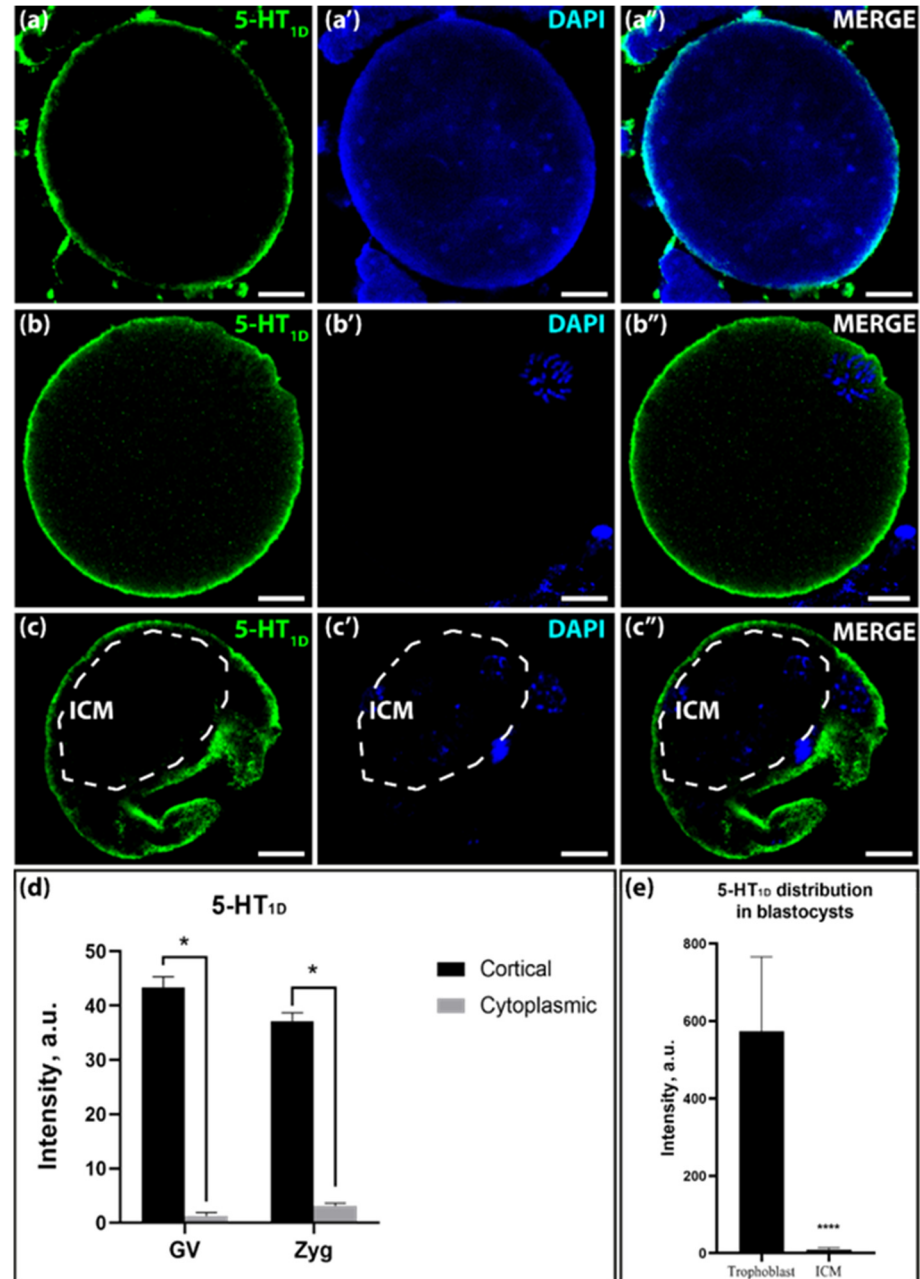 (a) 5-HT1D
(a') DAPI
(a'') MERGE
(b) 5-HT1D
(b') DAPI
(b'') MERGE
(c) 5-HT1D
ICM
(c') DAPI
ICM
(c'') MERGE
ICM
(d)
5-HT1D
50
40
30
20
10
0
Intensity, a.u.
*
*
GV
Zyg
Cortical
Cytoplasmic
(e)
5-HT1D distribution
in blastocysts
800
600
400
200
0
Intensity, a.u.
****
Trophoblast
ICM